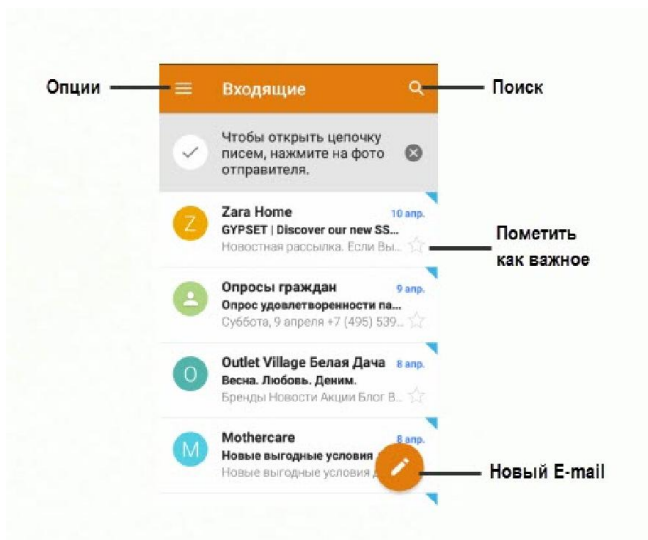 Опции
Входящие
Поиск
Чтобы открыть цепочку
писем, нажмите на фото
отправителя.
Z
Zara Home
10 апр.
GYPSET | Discover our new SS...
Новостная рассылка. Если Вы...
Пометить
как важное
Опросы граждан
9 апр.
Опрос удовлетворенности па...
Суббота, 9 апреля +7 (495) 539...
O
Outlet Village Белая Дача
8 апр.
Весна. Любовь. Деним.
Бренды Новости Акции Блог В...
M
Mothercare
8 апр.
Новые выгодные условия
Новые выгодные условия
Новый E-mail